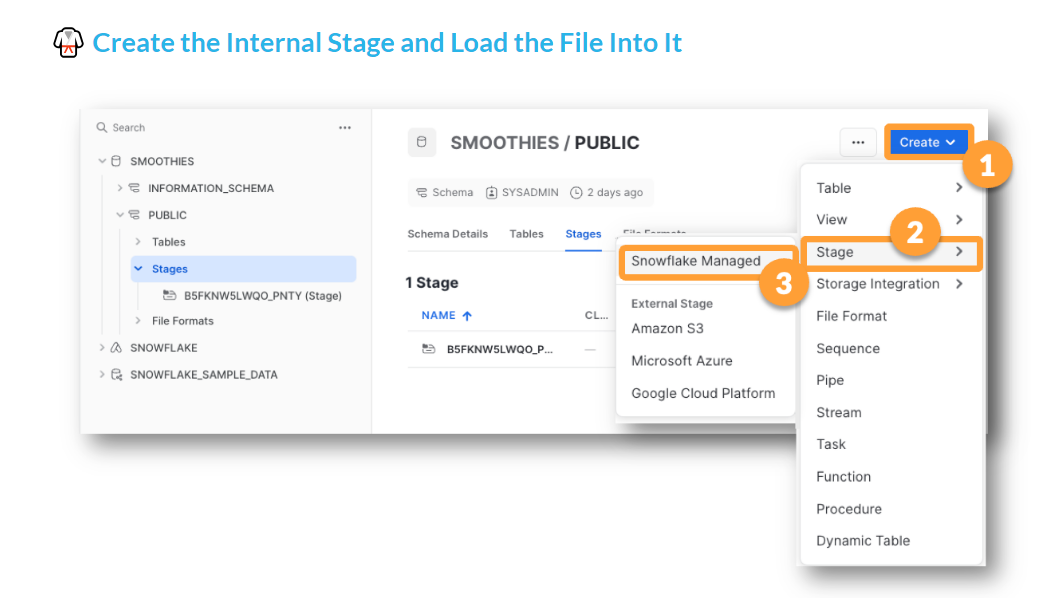 Create the Internal Stage and Load the File Into It
Search
SMOOTHIES
INFORMATION_SCHEMA
PUBLIC
Tables
Stages
B5FKNW5LWQO_PNTY (Stage)
File Formats
SNOWFLAKE
SNOWFLAKE_SAMPLE_DATA
SMOOTHIES / PUBLIC
... Create
1
Schema SYSADMIN 2 days ago
Schema Details Tables Stages File Formats
1 Stage
NAME CL...
B5FKNW5LWQO_P... —
Table
View
2
Stage
Storage Integration
File Format
Sequence
Pipe
Stream
Task
Function
Procedure
Dynamic Table
Snowflake Managed
3
External Stage
Amazon S3
Microsoft Azure
Google Cloud Platform